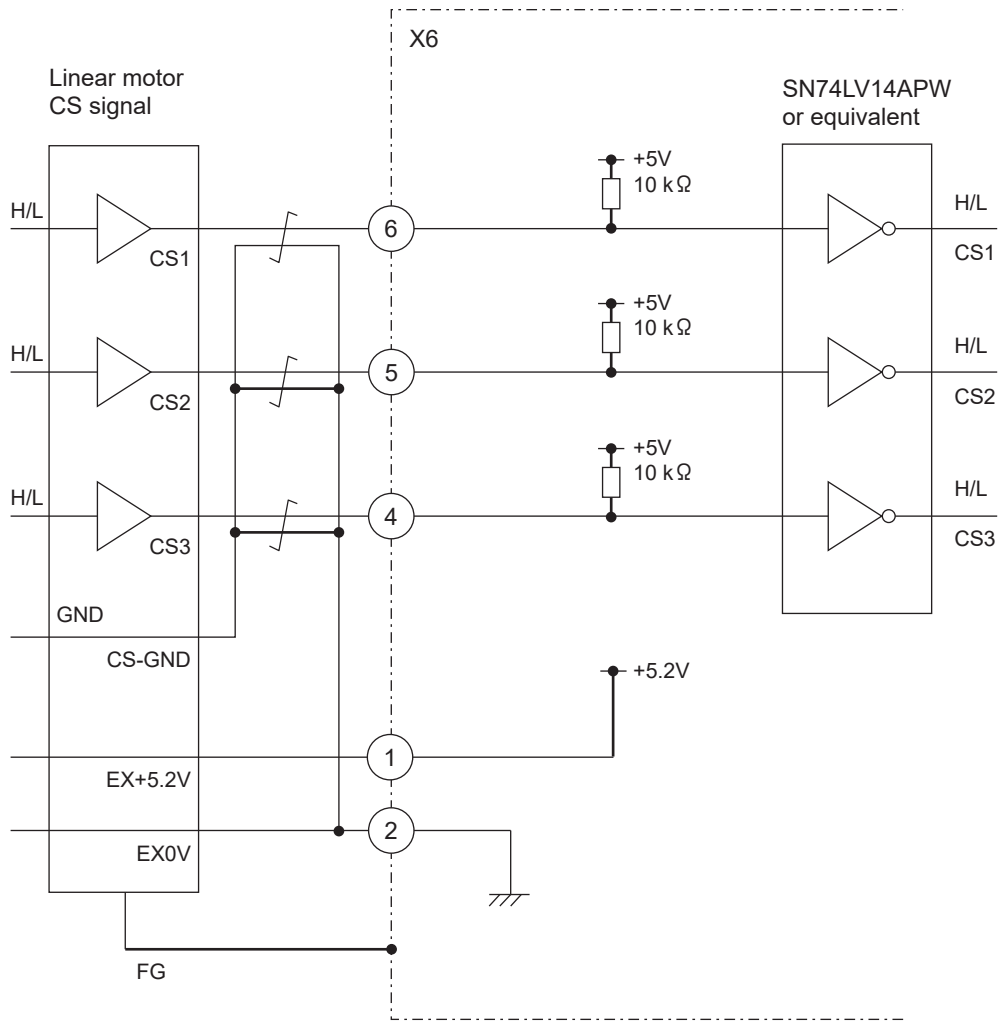 X6
Linear motor
CS signal
SN74LV14APW
or equivalent
+5V
10 kΩ
H/L
CS1
6
H/L
CS1
+5V
10 kΩ
H/L
CS2
5
H/L
CS2
+5V
10 kΩ
H/L
CS3
4
H/L
CS3
GND
CS-GND
+5.2V
1
EX+5.2V
2
EX0V
FG